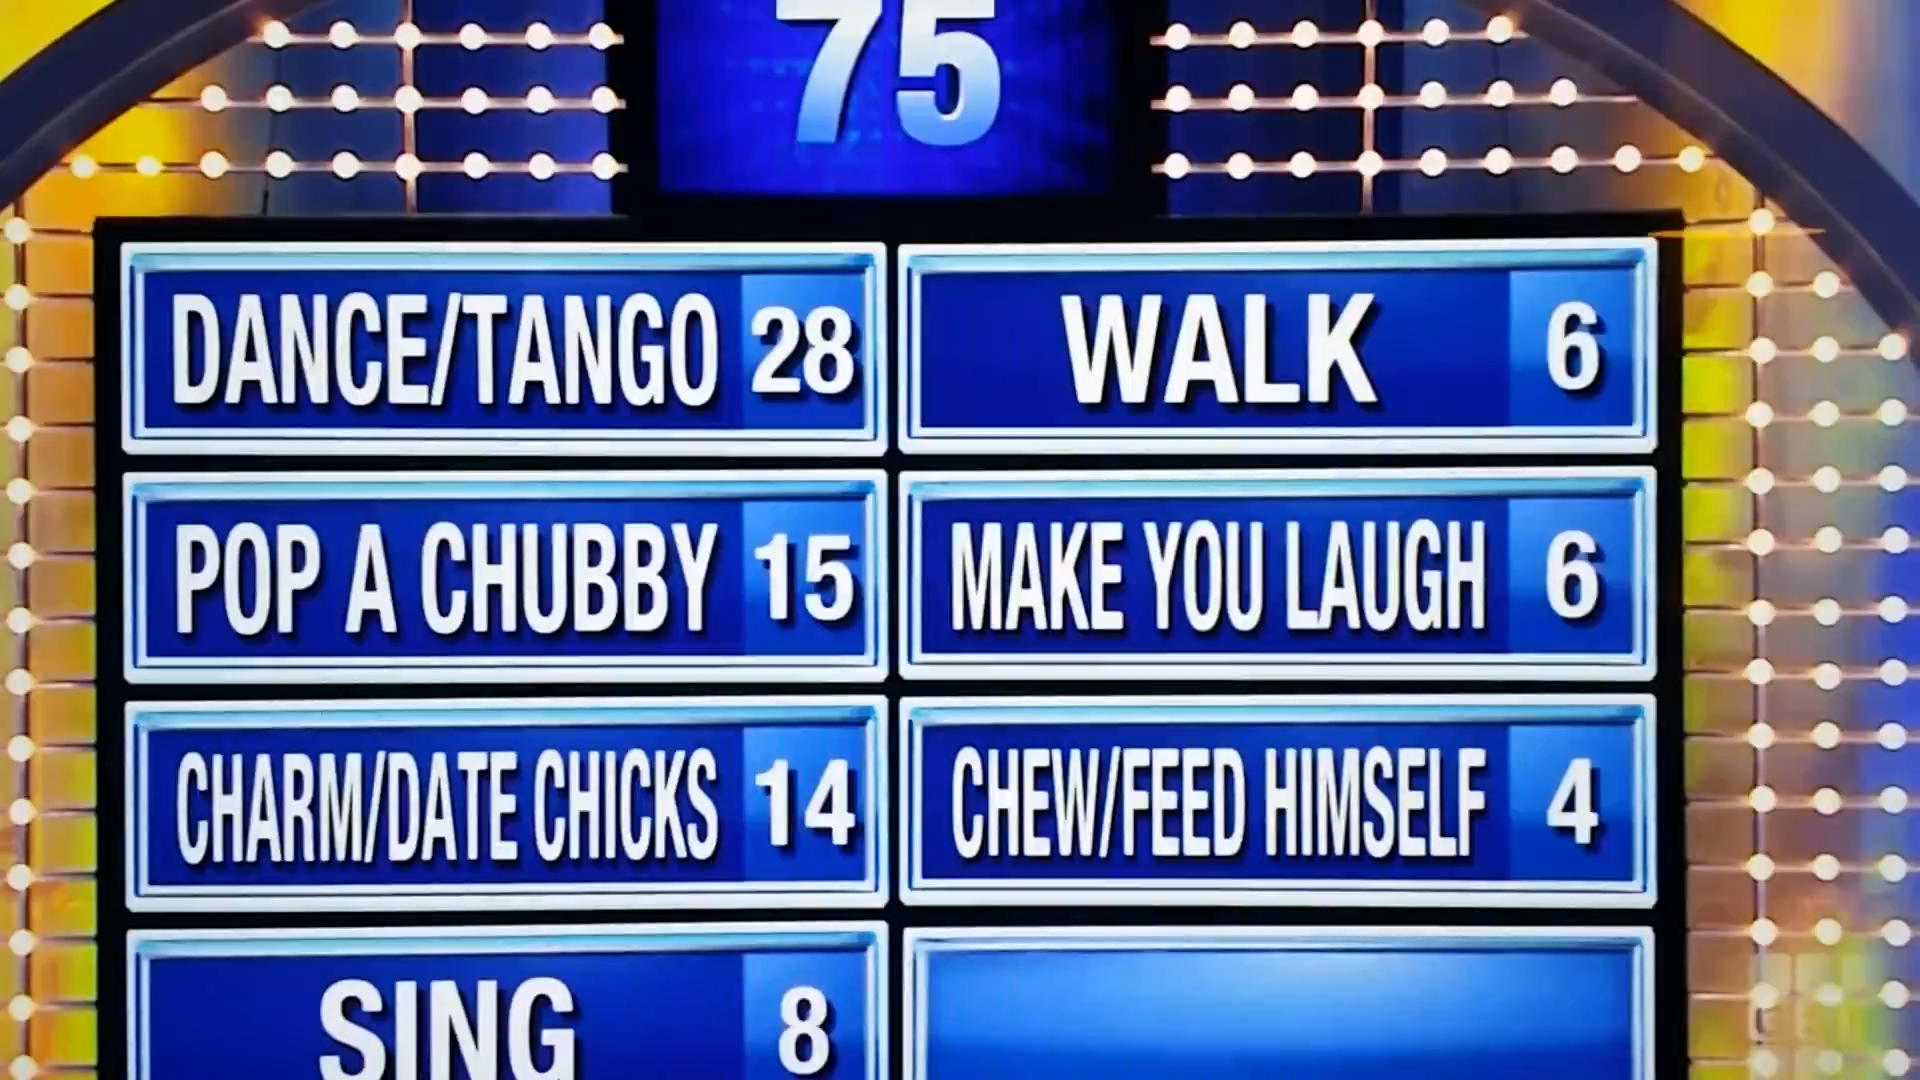 75
DANCE/TANGO 28
WALK 6
POP A CHUBBY 15
MAKE YOU LAUGH 6
CHARM/DATE CHICKS 14
CHEW/FEED HIMSELF 4
SING 8